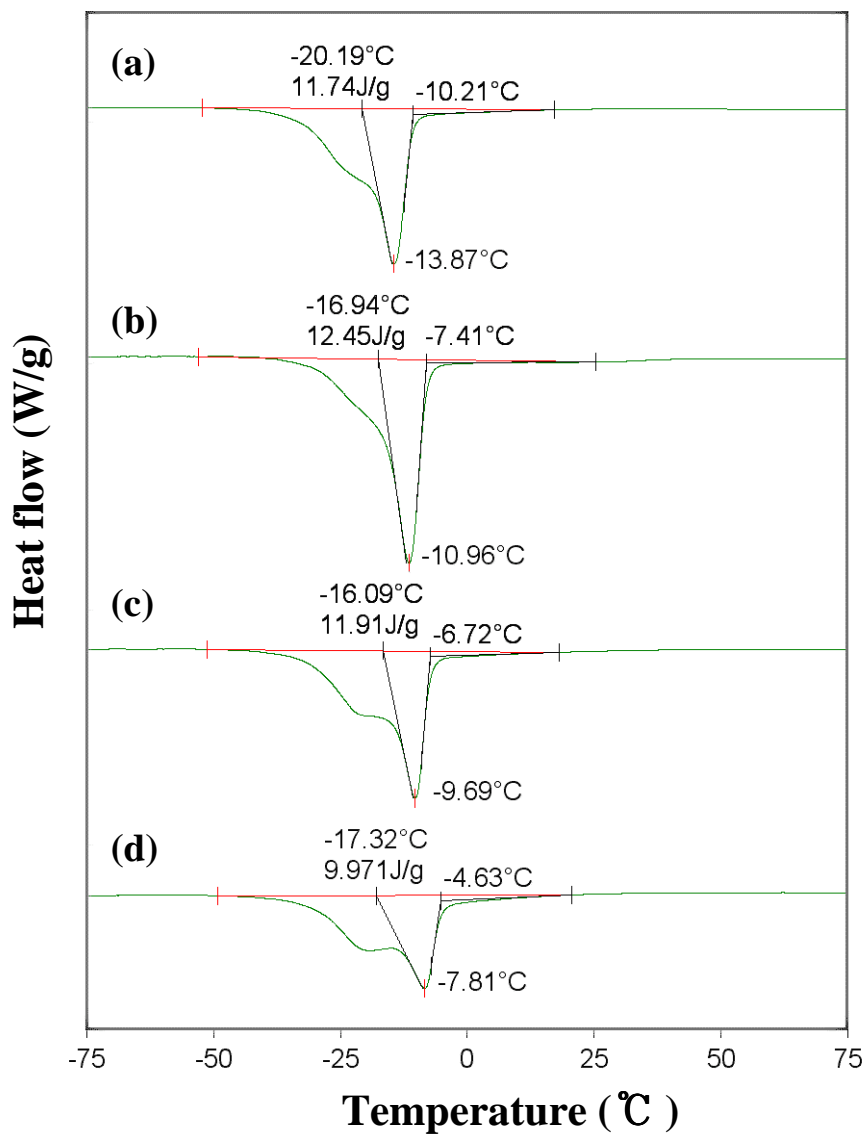 (a)
-20.19°C
11.74J/g
-10.21°C
-13.87°C
(b)
-16.94°C
12.45J/g
-7.41°C
-10.96°C
(c)
-16.09°C
11.91J/g
-6.72°C
-9.69°C
(d)
-17.32°C
9.971J/g
-4.63°C
-7.81°C
Heat flow (W/g)
-75 -50 -25 0 25 50 75
Temperature (℃)